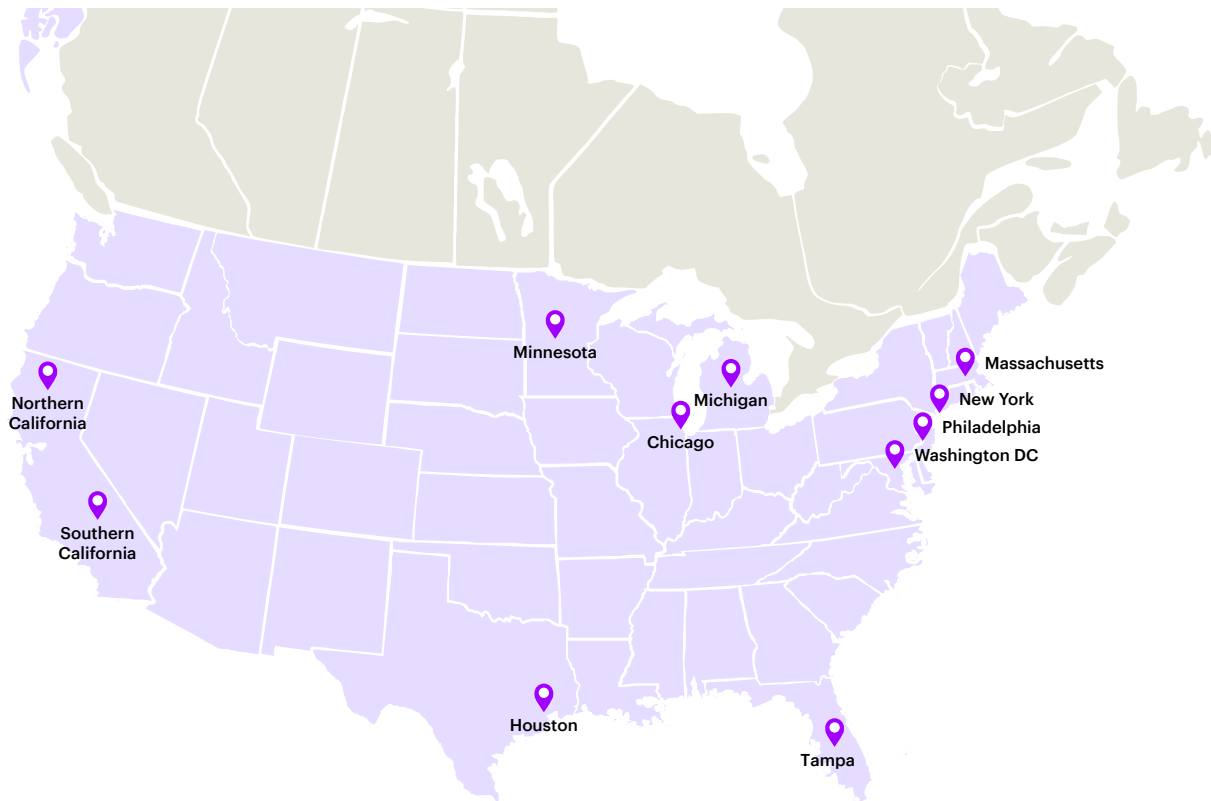 Minnesota
Massachusetts
Michigan
New York
Northern
California
Philadelphia
Chicago
Washington DC
Southern
California
Houston
Tampa